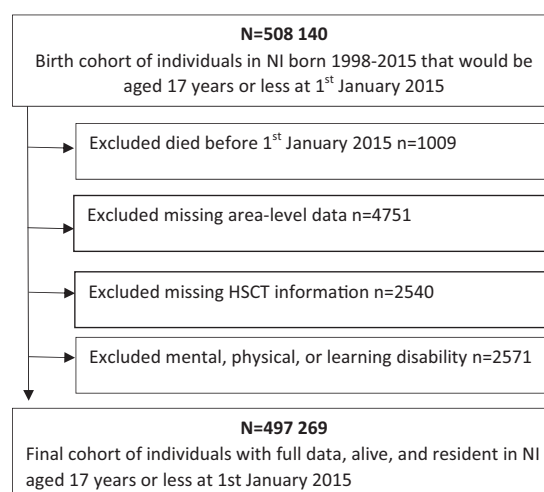 N=508 140
Birth cohort of individuals in NI born 1998-2015 that would be
aged 17 years or less at 1st January 2015
Excluded died before 1st January 2015 n=1009
Excluded missing area-level data n=4751
Excluded missing HSCT information n=2540
Excluded mental, physical, or learning disability n=2571
N=497 269
Final cohort of individuals with full data, alive, and resident in NI
aged 17 years or less at 1st January 2015